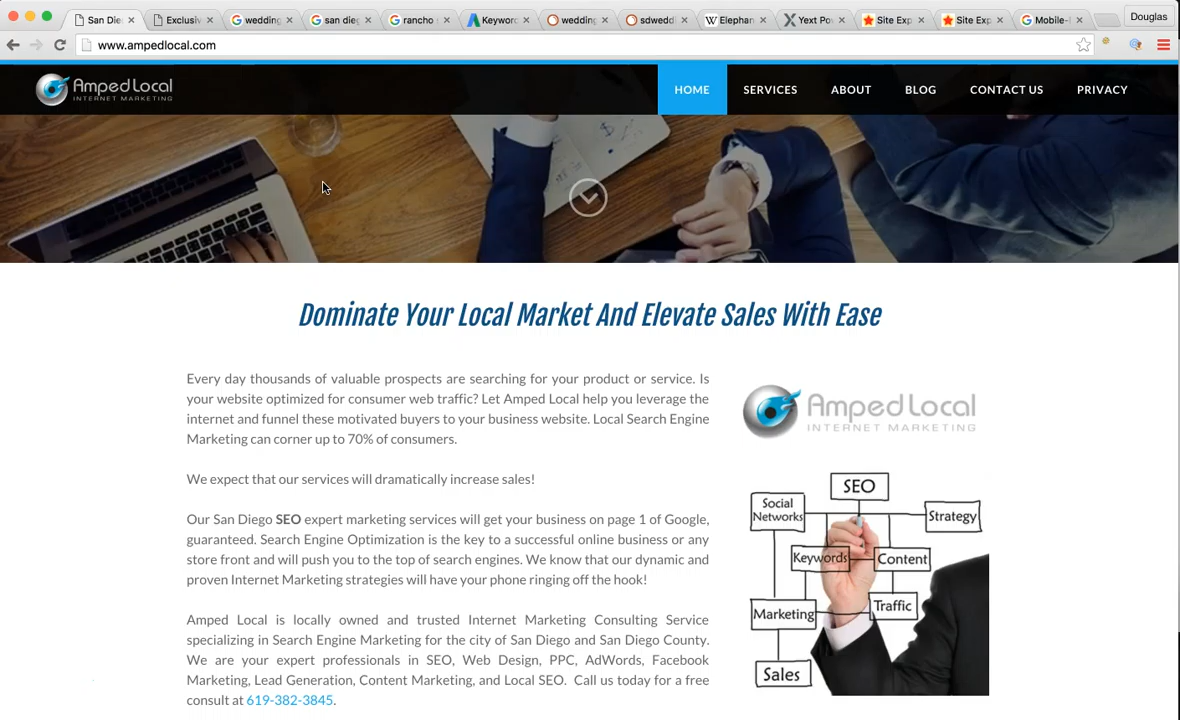 San Die
Exclusiv
wedding
san die
rancho
Keyword
wedding
sdweddi
Elephan
Yext Po
Site Exp
Site Exp
Mobile-
Douglas
www.ampedlocal.com
Amped Local
INTERNET MARKETING
HOME
SERVICES
ABOUT
BLOG
CONTACT US
PRIVACY
Dominate Your Local Market And Elevate Sales With Ease
Every day thousands of valuable prospects are searching for your product or service. Is
your website optimized for consumer web traffic? Let Amped Local help you leverage the
internet and funnel these motivated buyers to your business website. Local Search Engine
Marketing can corner up to 70% of consumers.
We expect that our services will dramatically increase sales!
Our San Diego SEO expert marketing services will get your business on page 1 of Google,
guaranteed. Search Engine Optimization is the key to a successful online business or any
store front and will push you to the top of search engines. We know that our dynamic and
proven Internet Marketing strategies will have your phone ringing off the hook!
Amped Local is locally owned and trusted Internet Marketing Consulting Service
specializing in Search Engine Marketing for the city of San Diego and San Diego County.
We are your expert professionals in SEO, Web Design, PPC, AdWords, Facebook
Marketing, Lead Generation, Content Marketing, and Local SEO. Call us today for a free
consult at 619-382-3845.
Amped Local
INTERNET MARKETING
SEO
Social
Networks
Strategy
Keywords
Content
Marketing
Traffic
Sales